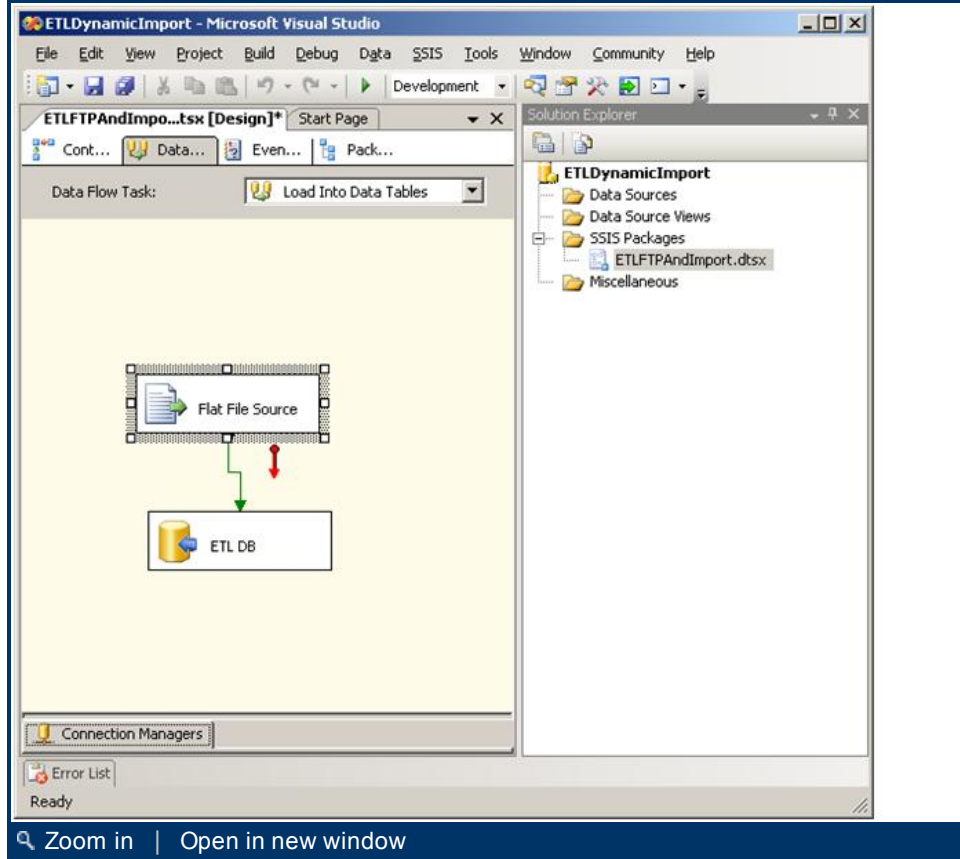 ETLDynamicImport - Microsoft Visual Studio
File Edit View Project Build Debug Data SSIS Tools Window Community Help
Development
ETLFTPAndImpo...tsx [Design]* Start Page
Solution Explorer
Cont... Data... Even... Pack...
Data Flow Task: Load Into Data Tables
ETLDynamicImport
Data Sources
Data Source Views
SSIS Packages
ETLFTPAndImport.dtsx
Miscellaneous
Flat File Source
ETL DB
Connection Managers
Error List
Ready
Zoom in | Open in new window